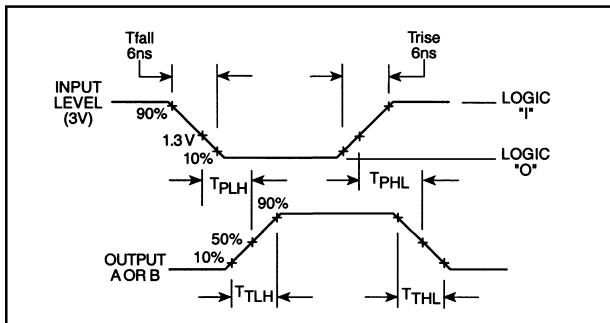 Tfall
6ns
Trise
6ns
INPUT
LEVEL
(3V)
90%
1.3 V
10%
LOGIC
"I"
LOGIC
"O"
TPLH
TPHL
90%
50%
10%
OUTPUT
A OR B
TTLH
TTHL